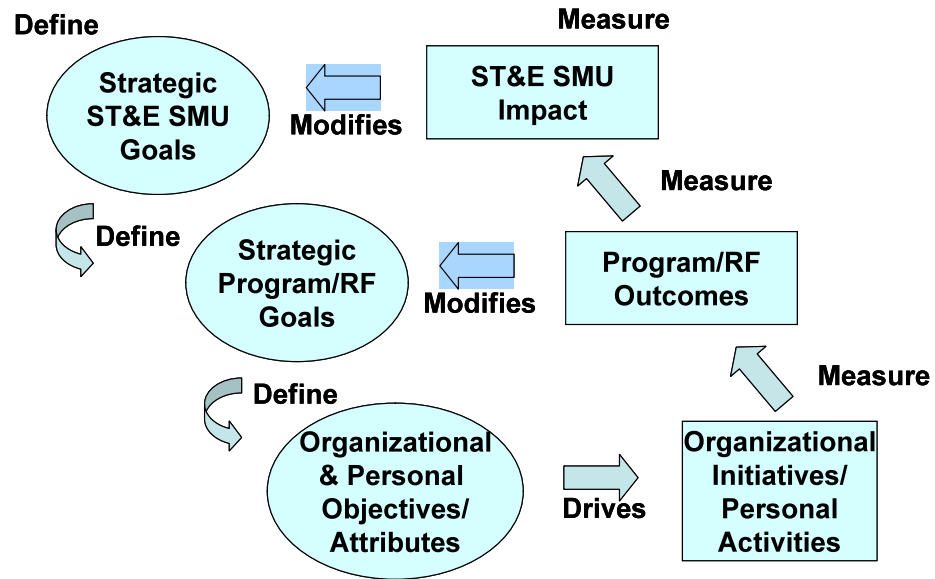 Define
Measure
Strategic
ST&E SMU
Goals
Modifies
ST&E SMU
Impact
Measure
Define
Strategic
Program/RF
Goals
Modifies
Program/RF
Outcomes
Measure
Define
Organizational
& Personal
Objectives/
Attributes
Drives
Organizational
Initiatives/
Personal
Activities